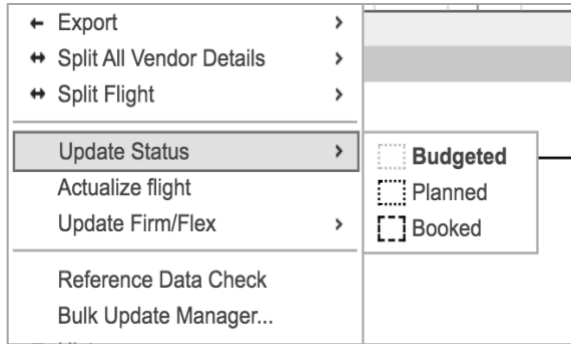 Export
Split All Vendor Details
Split Flight
Update Status
Budgeted
Actualize flight
Planned
Update Firm/Flex
Booked
Reference Data Check
Bulk Update Manager...